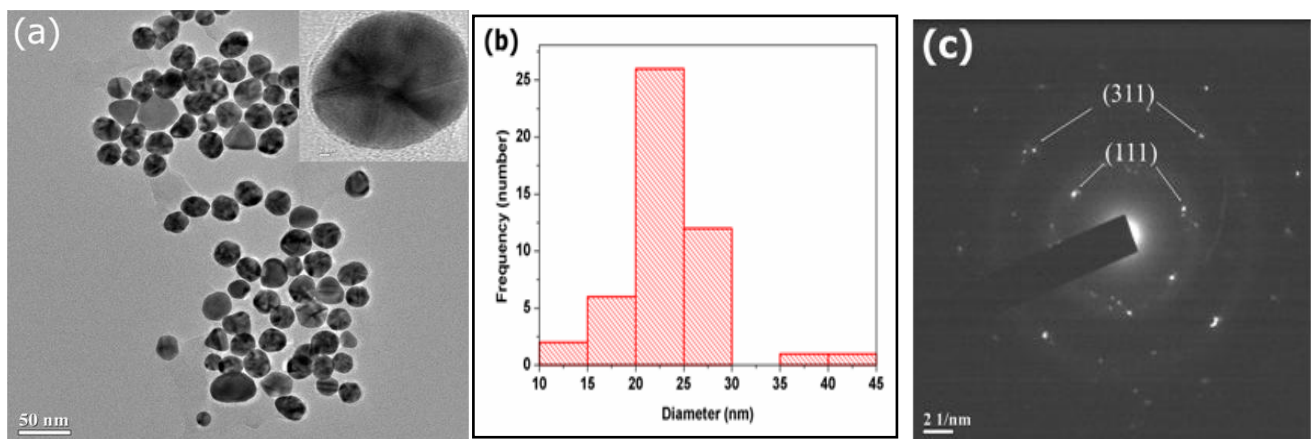 (a)
50 nm
(b)
Frequency (number)
25
20
15
10
5
0
10 15 20 25 30 35 40 45
Diameter (nm)
(c)
(311)
(111)
2 1/nm